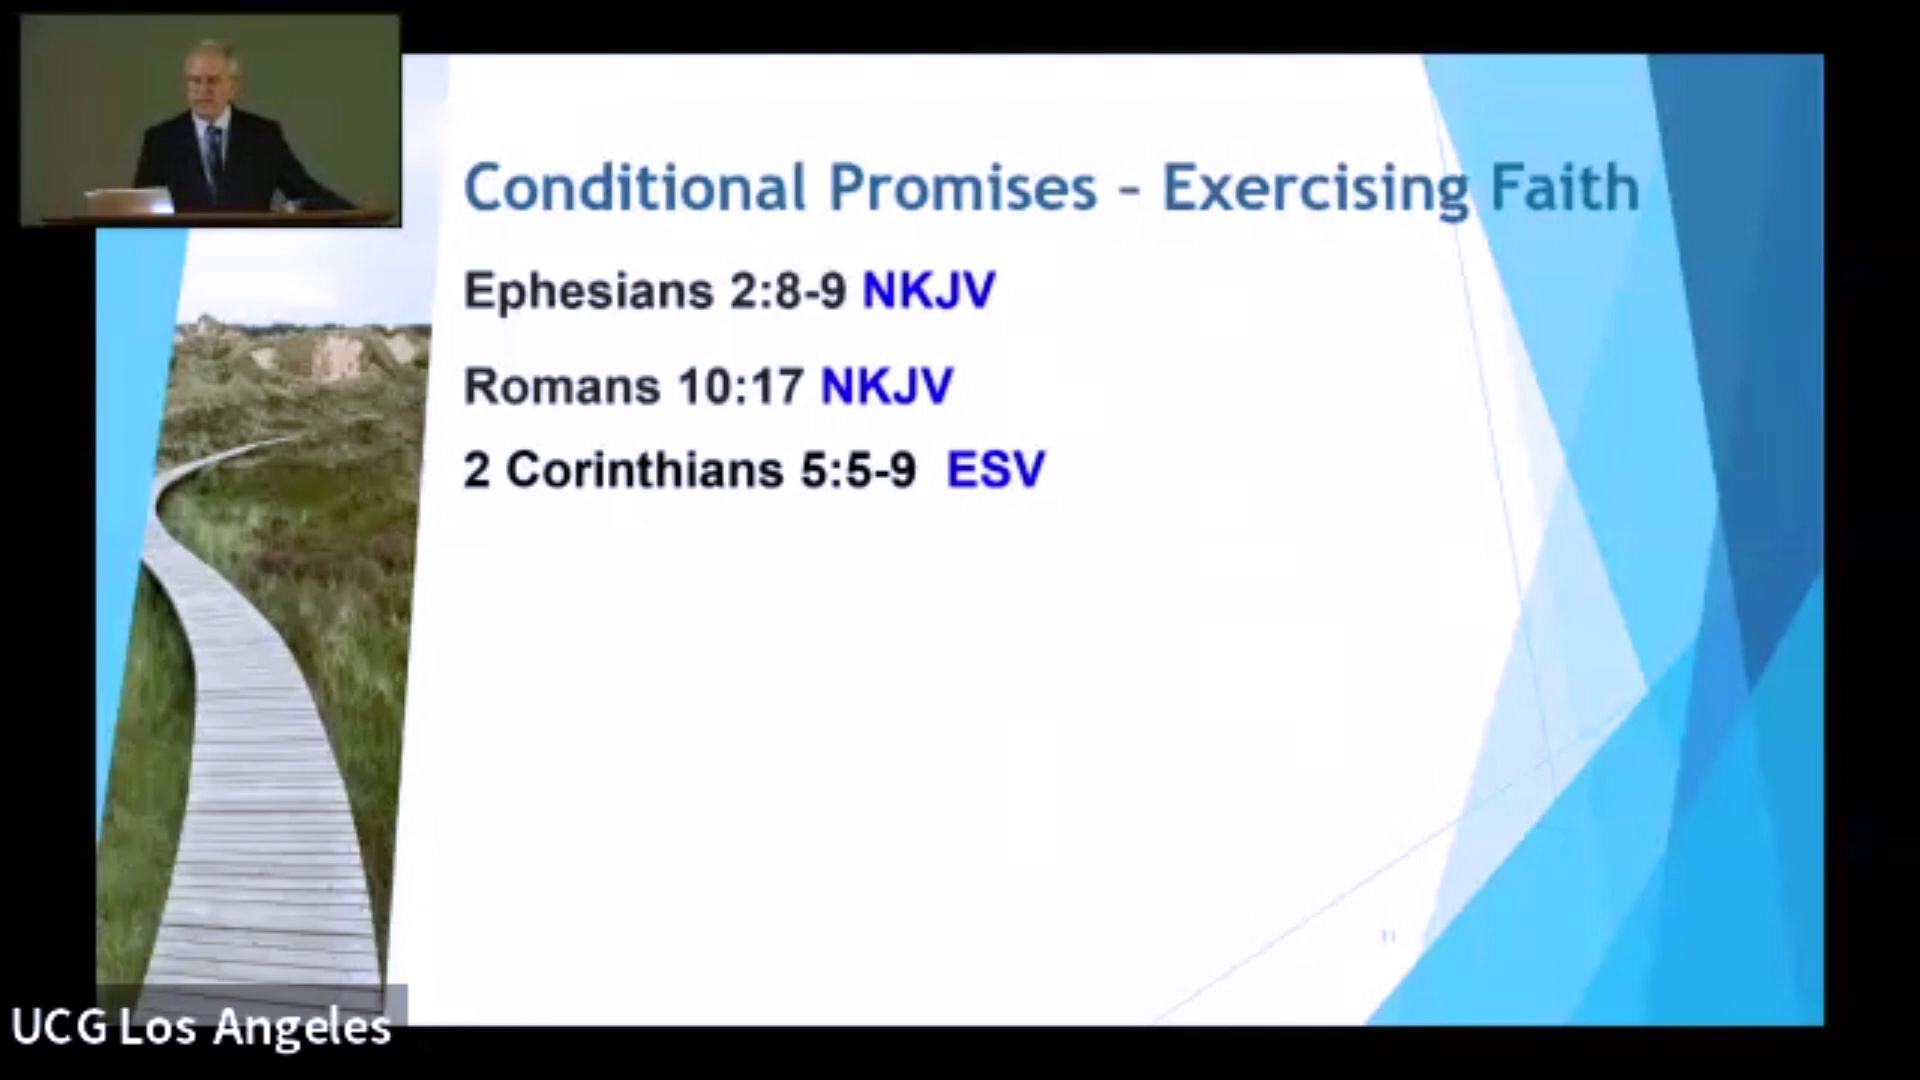 Conditional Promises – Exercising Faith
Ephesians 2:8-9 NKJV
Romans 10:17 NKJV
2 Corinthians 5:5-9 ESV
11
UCG Los Angeles